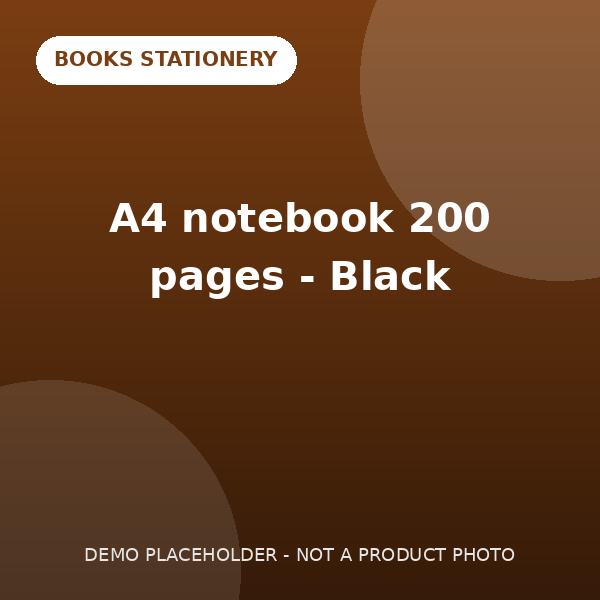 BOOKS STATIONERY
A4 notebook 200
pages - Black
DEMO PLACEHOLDER - NOT A PRODUCT PHOTO